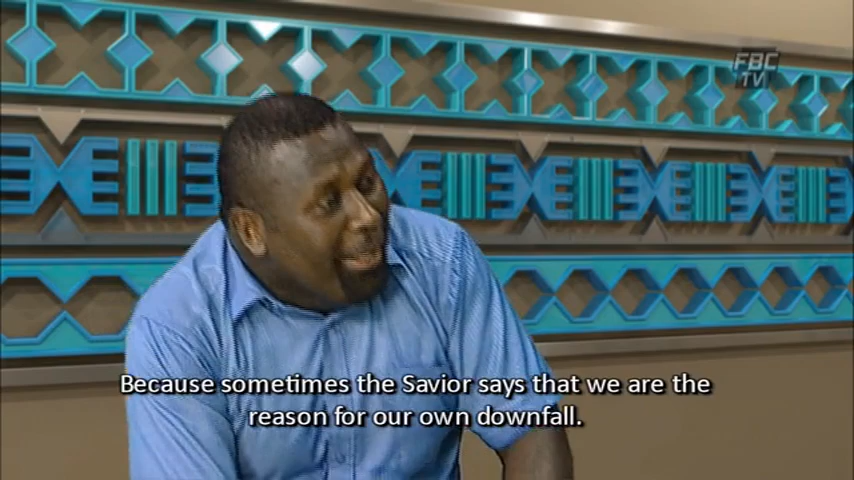 FBC
TV
Because sometimes the Savior says that we are the
reason for our own downfall.